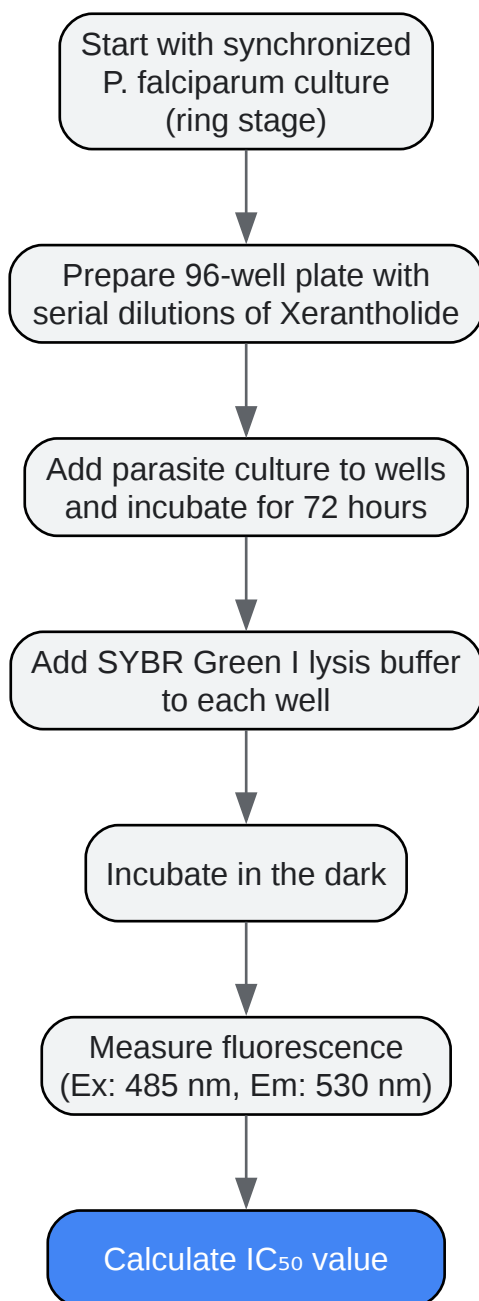 Start with synchronized
P. falciparum culture
(ring stage)
Prepare 96-well plate with
serial dilutions of Xerantholide
Add parasite culture to wells
and incubate for 72 hours
Add SYBR Green I lysis buffer
to each well
Incubate in the dark
Measure fluorescence
(Ex: 485 nm, Em: 530 nm)
Calculate IC₅₀ value